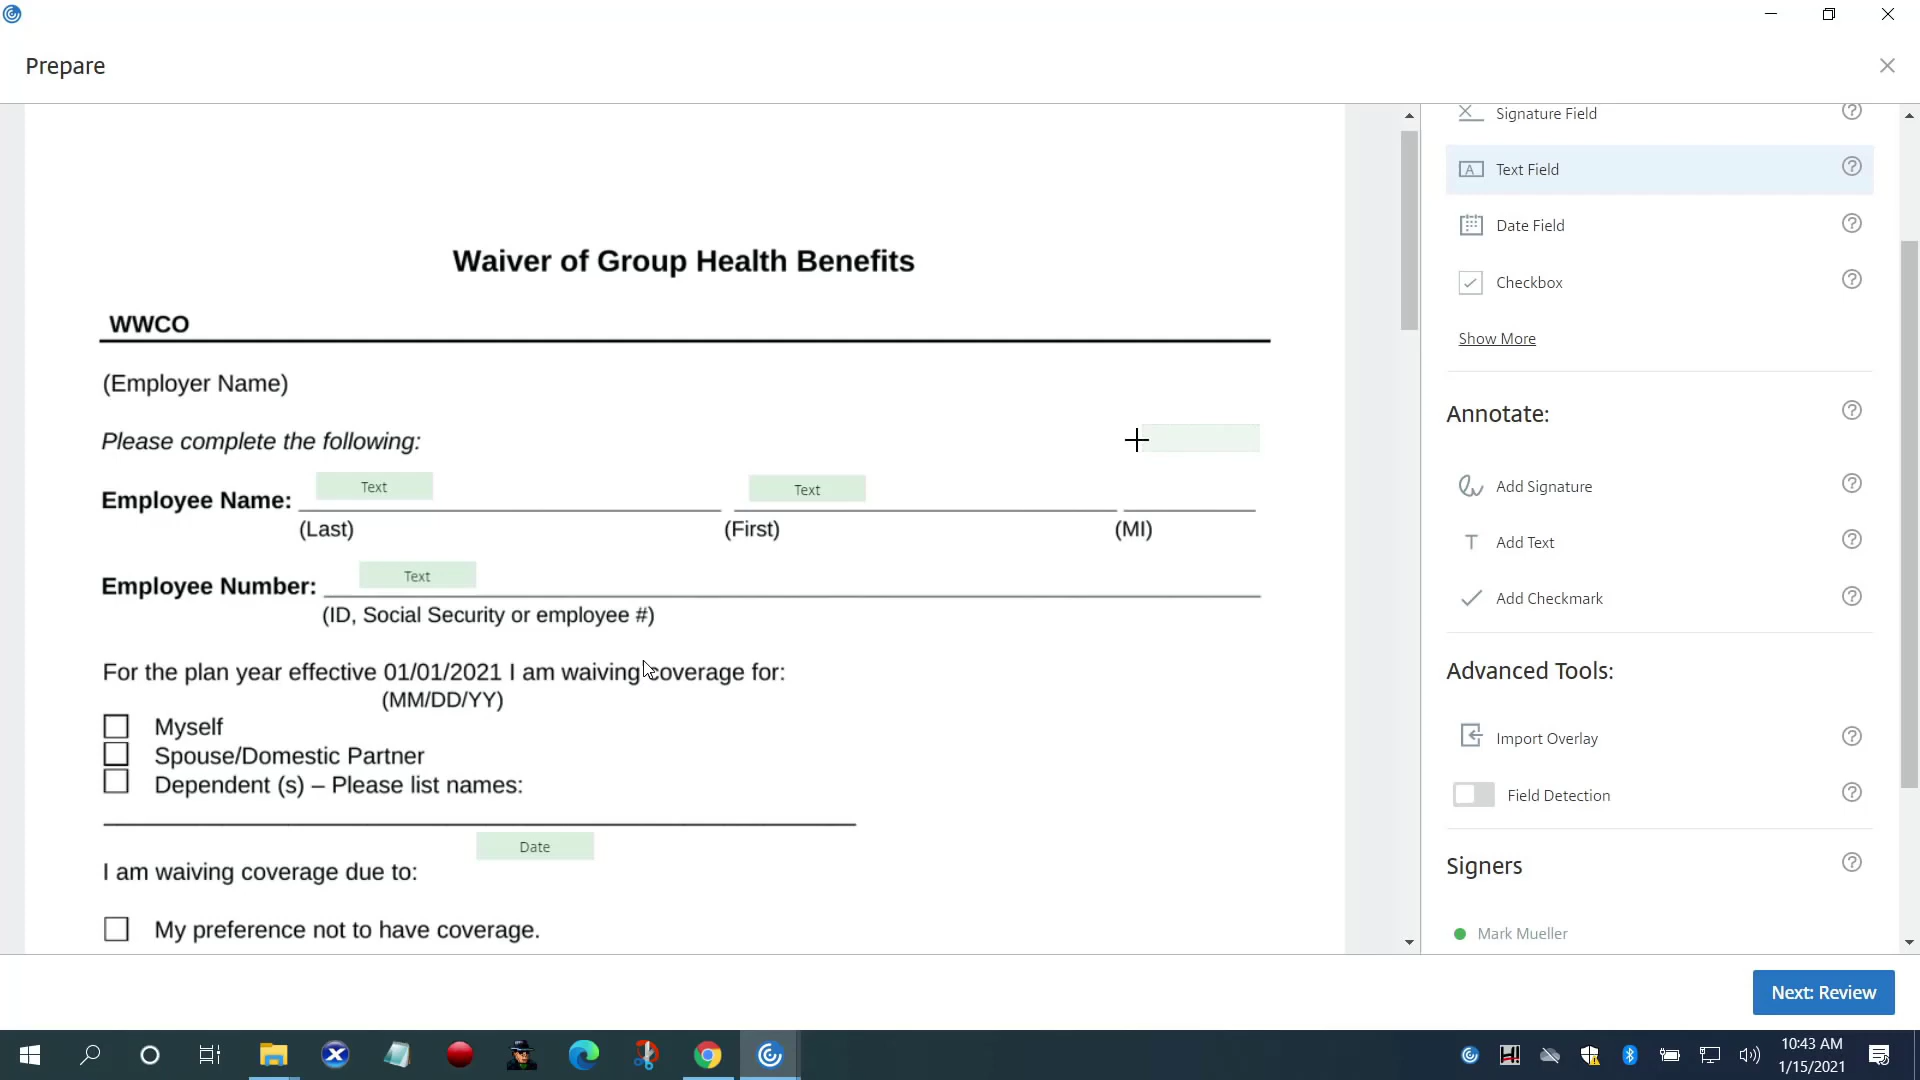 Prepare
Signature Field
Text Field
Date Field
Checkbox
Show More
Annotate:
Add Signature
Add Text
Add Checkmark
Advanced Tools:
Import Overlay
Field Detection
Signers
Mark Mueller
Waiver of Group Health Benefits
WWCO
(Employer Name)
Please complete the following:
Text Text
Employee Name:
(Last) (First) (MI)
Text
Employee Number:
(ID, Social Security or employee #)
For the plan year effective 01/01/2021 I am waiving coverage for:
(MM/DD/YY)
Myself
Spouse/Domestic Partner
Dependent (s) – Please list names:
Date
I am waiving coverage due to:
My preference not to have coverage.
Next: Review
10:43 AM
1/15/2021